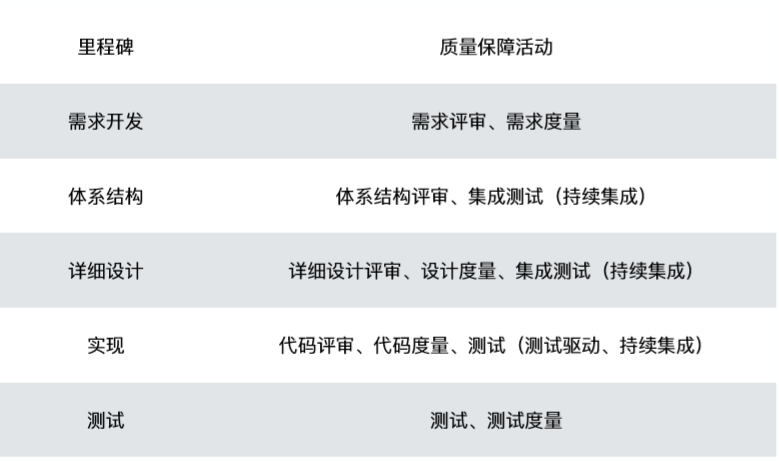 里程碑 质量保障活动
需求开发 需求评审、需求度量
体系结构 体系结构评审、集成测试（持续集成）
详细设计 详细设计评审、设计度量、集成测试（持续集成）
实现 代码评审、代码度量、测试（测试驱动、持续集成）
测试 测试、测试度量